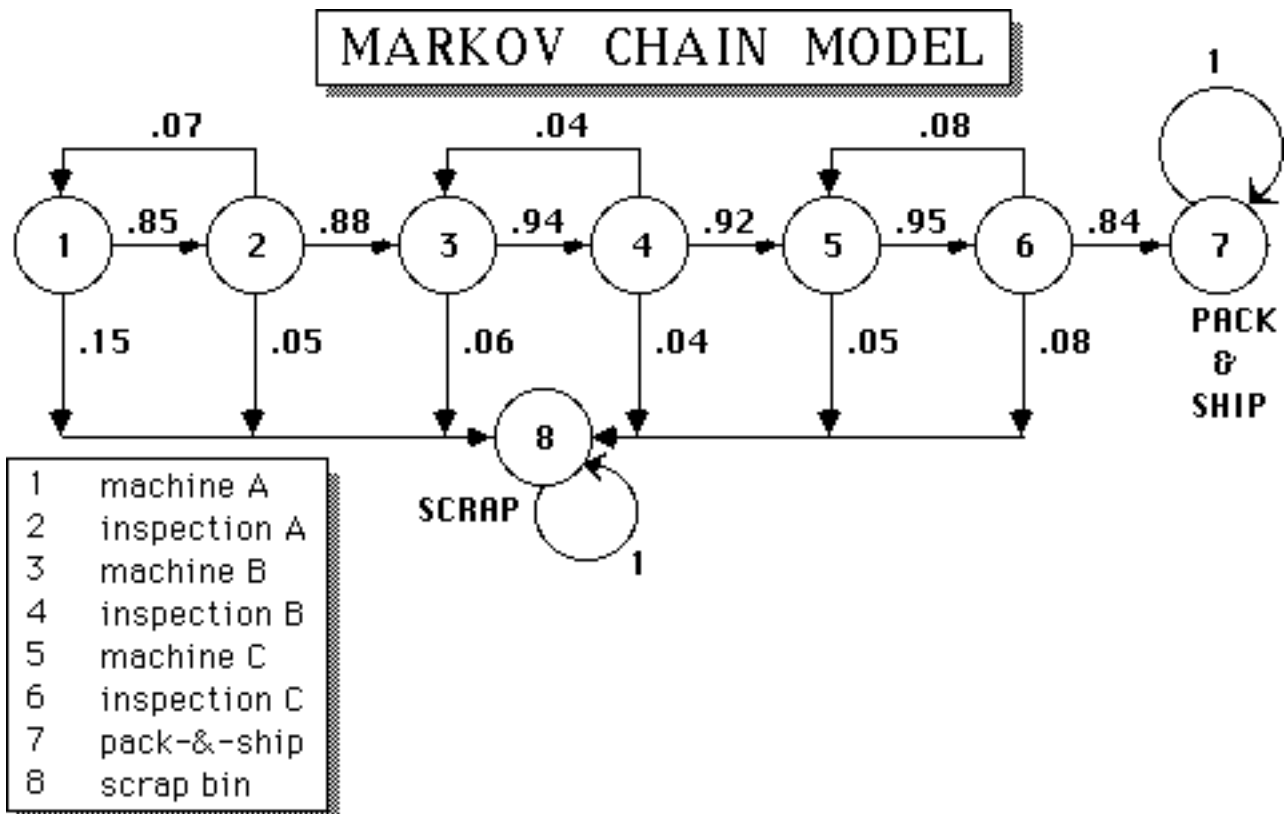 MARKOV CHAIN MODEL
1
.07 .04 .08
1 .85 2 .88 3 .94 4 .92 5 .95 6 .84 7
PACK
&
SHIP
.15 .05 .06 .04 .05 .08
8
SCRAP
1
1 machine A
2 inspection A
3 machine B
4 inspection B
5 machine C
6 inspection C
7 pack-&-ship
8 scrap bin